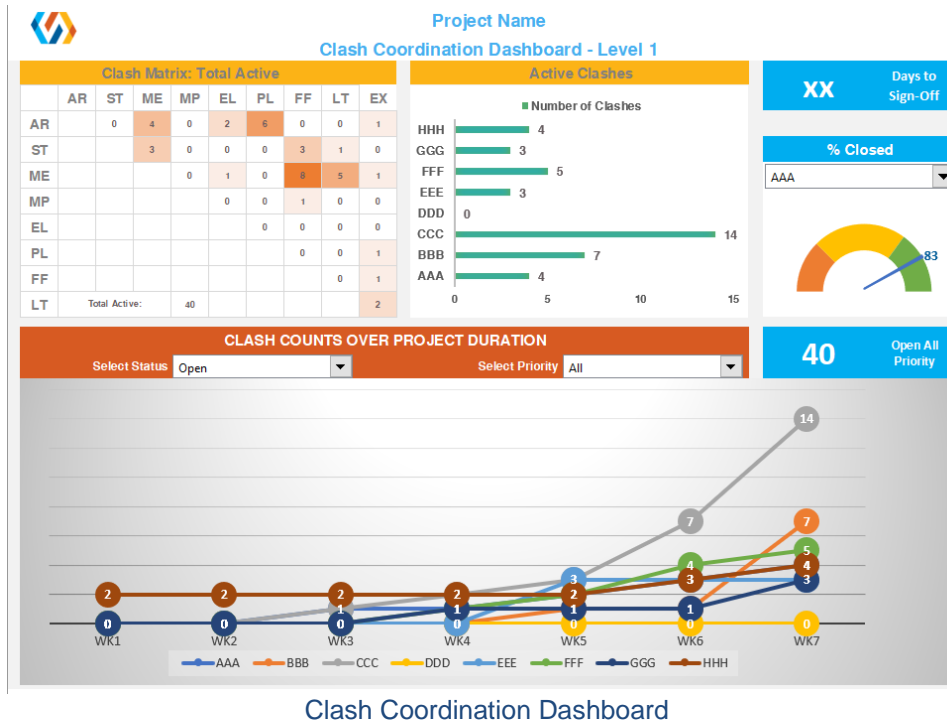 Project Name
Clash Coordination Dashboard - Level 1
Clash Matrix: Total Active
AR ST ME MP EL PL FF LT EX
AR 0 4 0 2 6 0 0 1
ST 3 0 0 0 3 1 0
ME 0 1 0 8 5 1
MP 0 0 1 0 0
EL 0 0 0 0
PL 0 0 1
FF 0 1
LT Total Active: 40 2
Active Clashes
Number of Clashes
HHH 4
GGG 3
FFF 5
EEE 3
DDD 0
CCC 14
BBB 7
AAA 4
0 5 10 15
XX
Days to
Sign-Off
% Closed
AAA
83
CLASH COUNTS OVER PROJECT DURATION
Select Status Open
Select Priority All
40
Open All
Priority
14
7 7
5
3 4 4
2 2 2 2 2 3 3
1 1 1 1
0 0 0 0 0 0 0
WK1 WK2 WK3 WK4 WK5 WK6 WK7
AAA BBB CCC DDD EEE FFF GGG HHH
Clash Coordination Dashboard